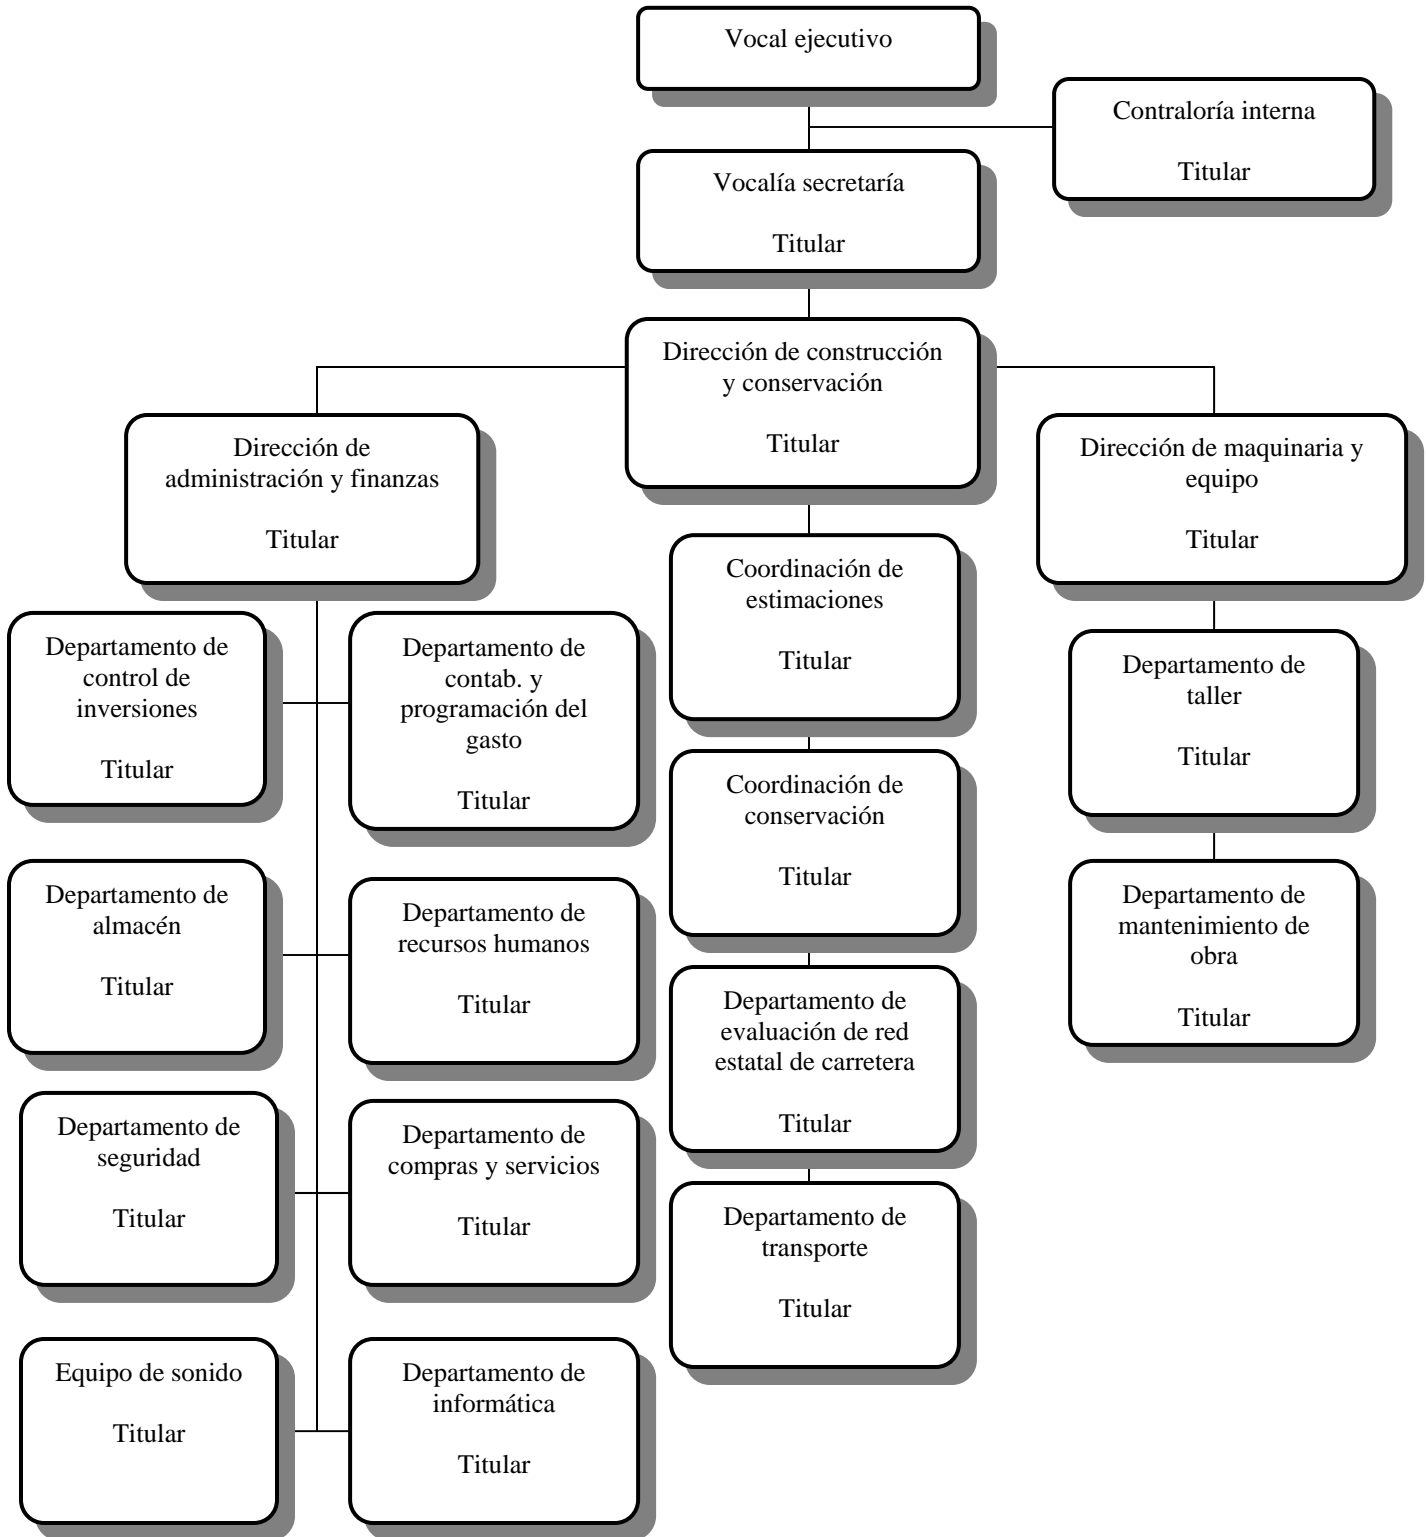 Vocal ejecutivo
Contraloría interna
Titular
Vocalía secretaría
Titular
Dirección de construcción
y conservación
Titular
Dirección de
administración y finanzas
Titular
Dirección de maquinaria y
equipo
Titular
Departamento de
control de
inversiones
Titular
Departamento de
contab. y
programación del
gasto
Titular
Departamento de
almacén
Titular
Departamento de
recursos humanos
Titular
Departamento de
seguridad
Titular
Departamento de
compras y servicios
Titular
Equipo de sonido
Titular
Departamento de
informática
Titular
Coordinación de
estimaciones
Titular
Coordinación de
conservación
Titular
Departamento de
evaluación de red
estatal de carretera
Titular
Departamento de
transporte
Titular
Departamento de
taller
Titular
Departamento de
mantenimiento de
obra
Titular